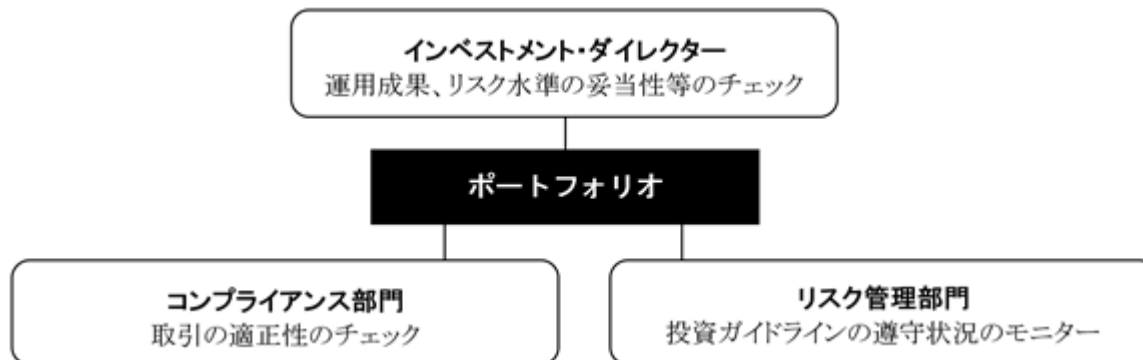 インベストメント・ダイレクター
運用成果、リスク水準の妥当性等のチェック
ポートフォリオ
コンプライアンス部門
取引の適正性のチェック
リスク管理部門
投資ガイドラインの遵守状況のモニター